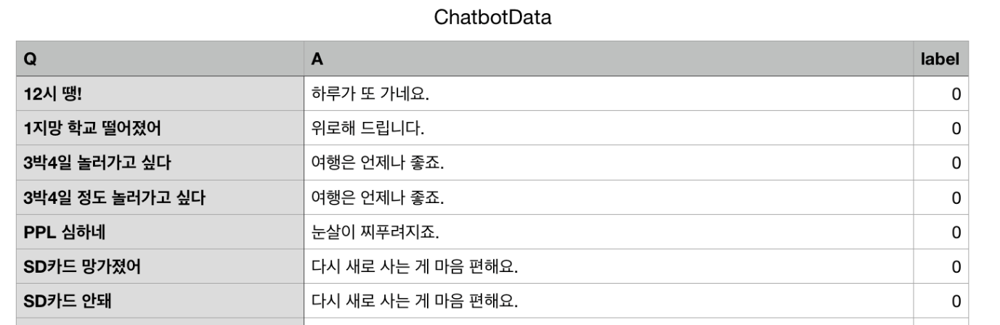 ChatbotData
Q A label
12시 땡! 하루가 또 가네요. 0
1지망 학교 떨어졌어 위로해 드립니다. 0
3박4일 놀러가고 싶다 여행은 언제나 좋죠. 0
3박4일 정도 놀러가고 싶다 여행은 언제나 좋죠. 0
PPL 심하네 눈살이 찌푸려지죠. 0
SD카드 망가졌어 다시 새로 사는 게 마음 편해요. 0
SD카드 안돼 다시 새로 사는 게 마음 편해요. 0